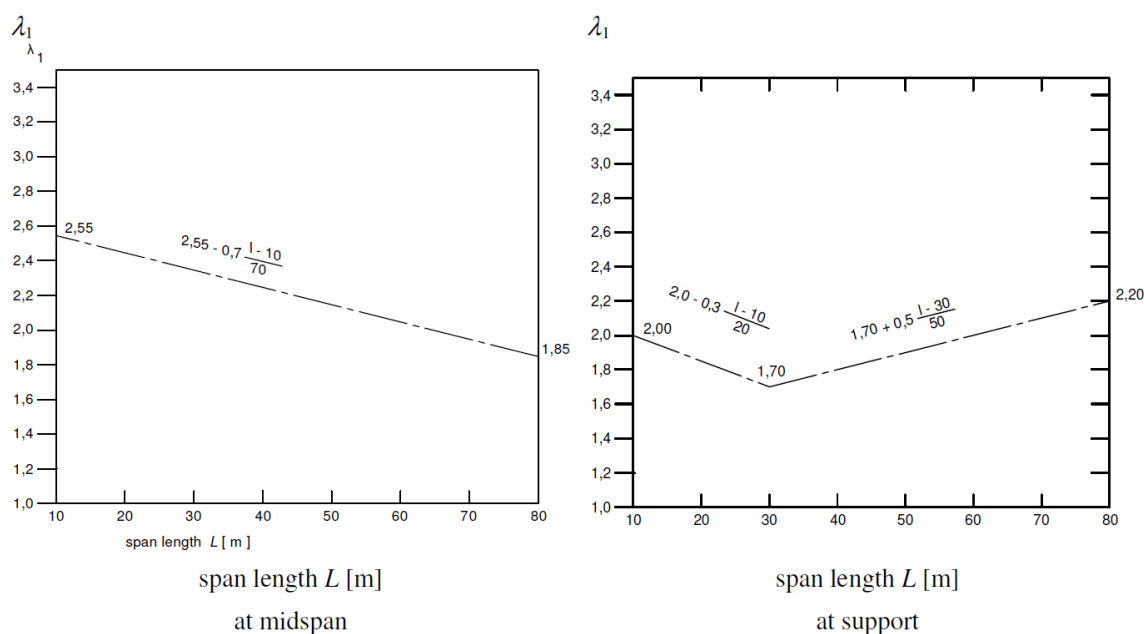 λ1
λ1
3,4
3,2
3,0
2,8
2,6
2,4
2,2
2,0
1,8
1,6
1,4
1,2
1,0
2,55
2,55 - 0,7 l - 10
70
1,85
10 20 30 40 50 60 70 80
span length L [ m ]
span length L [m]
at midspan
λ1
3,4
3,2
3,0
2,8
2,6
2,4
2,2
2,0
1,8
1,6
1,4
1,2
1,0
2,00
2,0 - 0,3 l - 10
20
1,70
1,70 + 0,5 l - 30
50
2,20
10 20 30 40 50 60 70 80
span length L [m]
at support